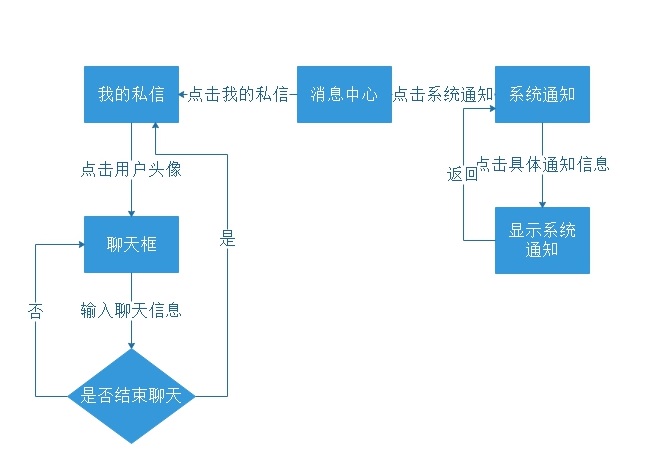 我的私信
点击我的私信
消息中心
点击系统通知
系统通知
点击用户头像
返回
点击具体通知信息
聊天框
是
显示系统
通知
否
输入聊天信息
是否结束聊天